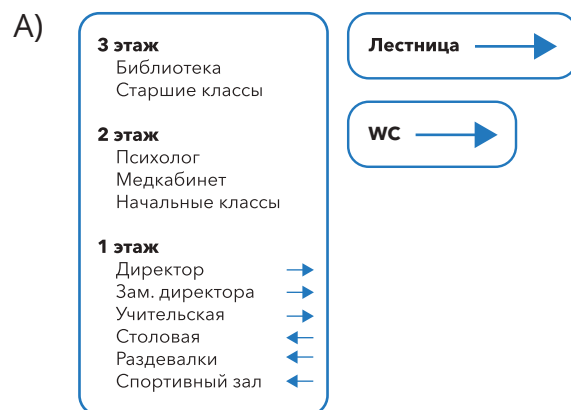 А)
3 этаж
Библиотека
Старшие классы
2 этаж
Психолог
Медкабинет
Начальные классы
1 этаж
Директор
Зам. директора
Учительская
Столовая
Раздевалки
Спортивный зал
Лестница
WC